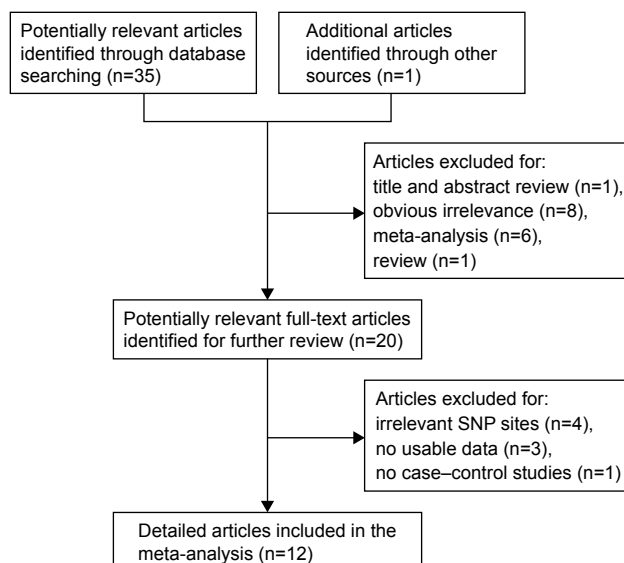 Potentially relevant articles
identified through database
searching (n=35)
Additional articles
identified through other
sources (n=1)
Articles excluded for:
title and abstract review (n=1),
obvious irrelevance (n=8),
meta-analysis (n=6),
review (n=1)
Potentially relevant full-text articles
identified for further review (n=20)
Articles excluded for:
irrelevant SNP sites (n=4),
no usable data (n=3),
no case–control studies (n=1)
Detailed articles included in the
meta-analysis (n=12)